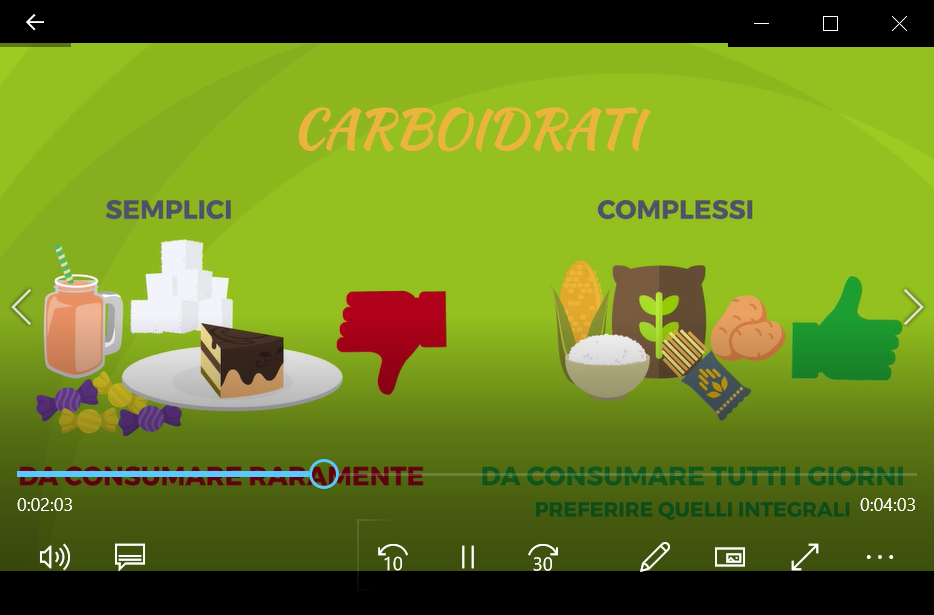 CARBOIDRATI
SEMPLICI
COMPLESSI
DA CONSUMARE RARAMENTE
DA CONSUMARE TUTTI I GIORNI
PREFERIRE QUELLI INTEGRALI
0:02:03
0:04:03
10
30